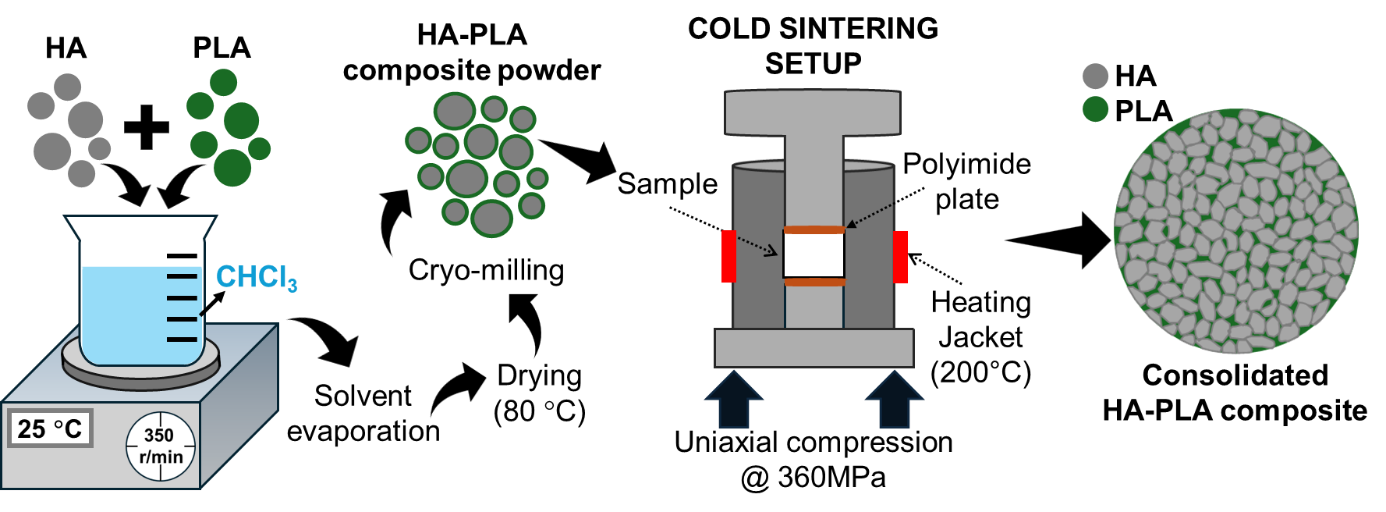 HA
PLA
CHCl₃
25 °C
350
r/min
Solvent
evaporation
Drying
(80 °C)
Cryo-milling
HA-PLA
composite powder
COLD SINTERING
SETUP
Sample
Polyimide
plate
Heating
Jacket
(200°C)
Uniaxial compression
@ 360MPa
HA
PLA
Consolidated
HA-PLA composite